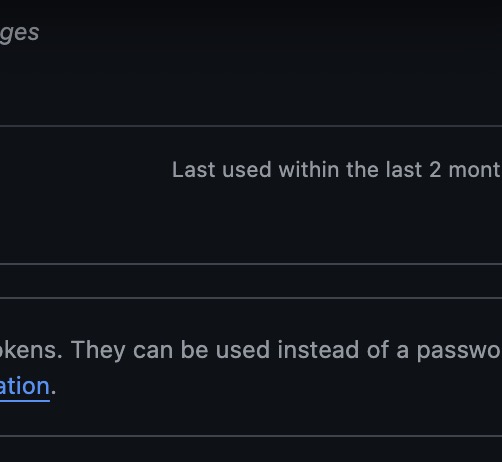 ges
Last used within the last 2 mont
okens. They can be used instead of a passwo
ation.